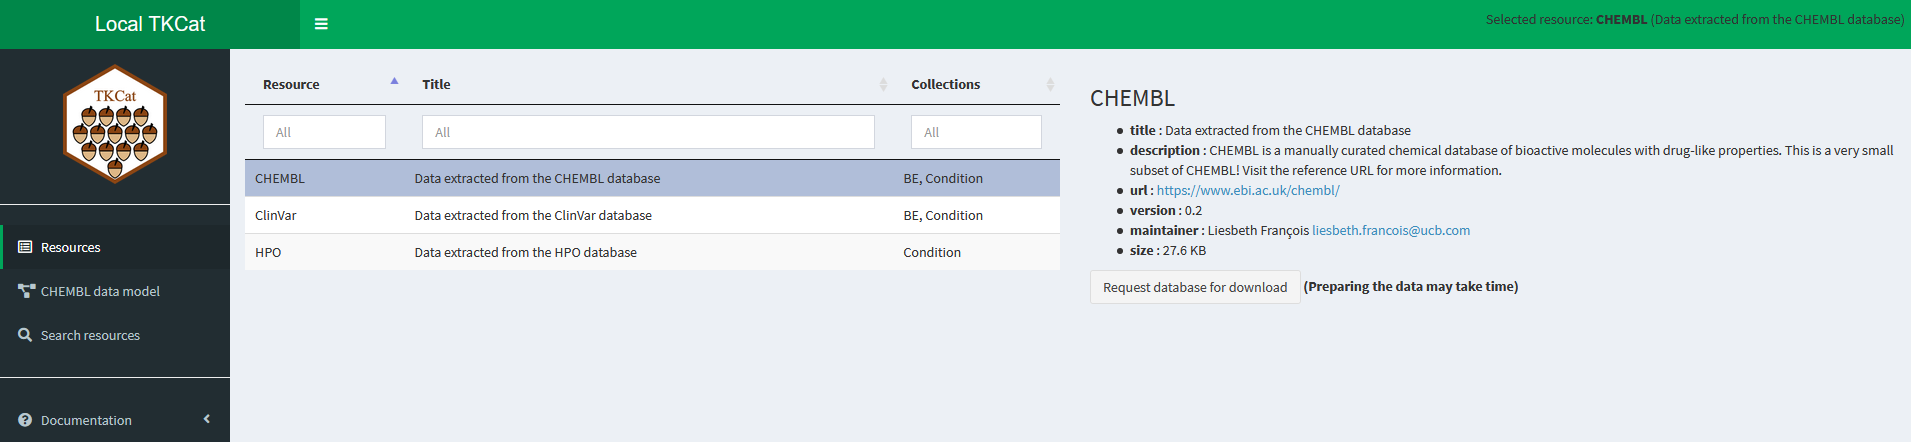 Local TKCat
Selected resource: CHEMBL (Data extracted from the CHEMBL database)
TKCat
Resources
CHEMBL data model
Search resources
Documentation
Resource Title Collections
All All All
CHEMBL Data extracted from the CHEMBL database BE, Condition
ClinVar Data extracted from the ClinVar database BE, Condition
HPO Data extracted from the HPO database Condition
CHEMBL
title : Data extracted from the CHEMBL database
description : CHEMBL is a manually curated chemical database of bioactive molecules with drug-like properties. This is a very small
subset of CHEMBL! Visit the reference URL for more information.
url : https://www.ebi.ac.uk/chembl/
version : 0.2
maintainer : Liesbeth François liesbeth.francois@ucb.com
size : 27.6 KB
Request database for download (Preparing the data may take time)